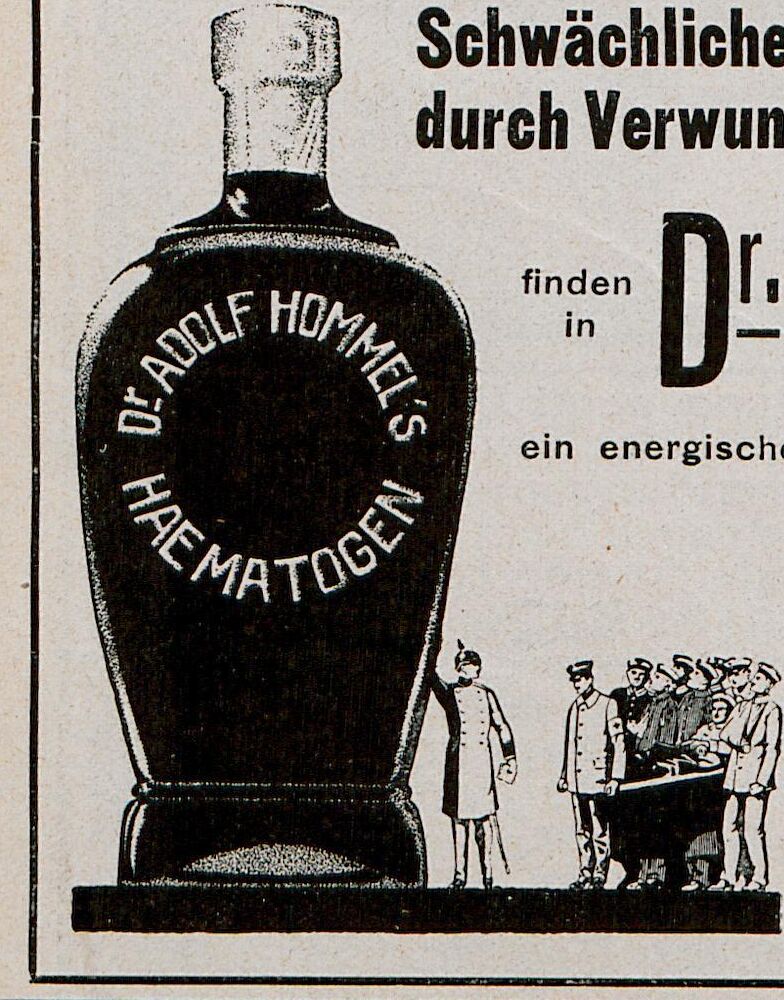 Schwächliche
durch Verwun
finden
in
Dr.
ein energische
Dr. ADOLF HOMMEL'S
HAEMATOGEN